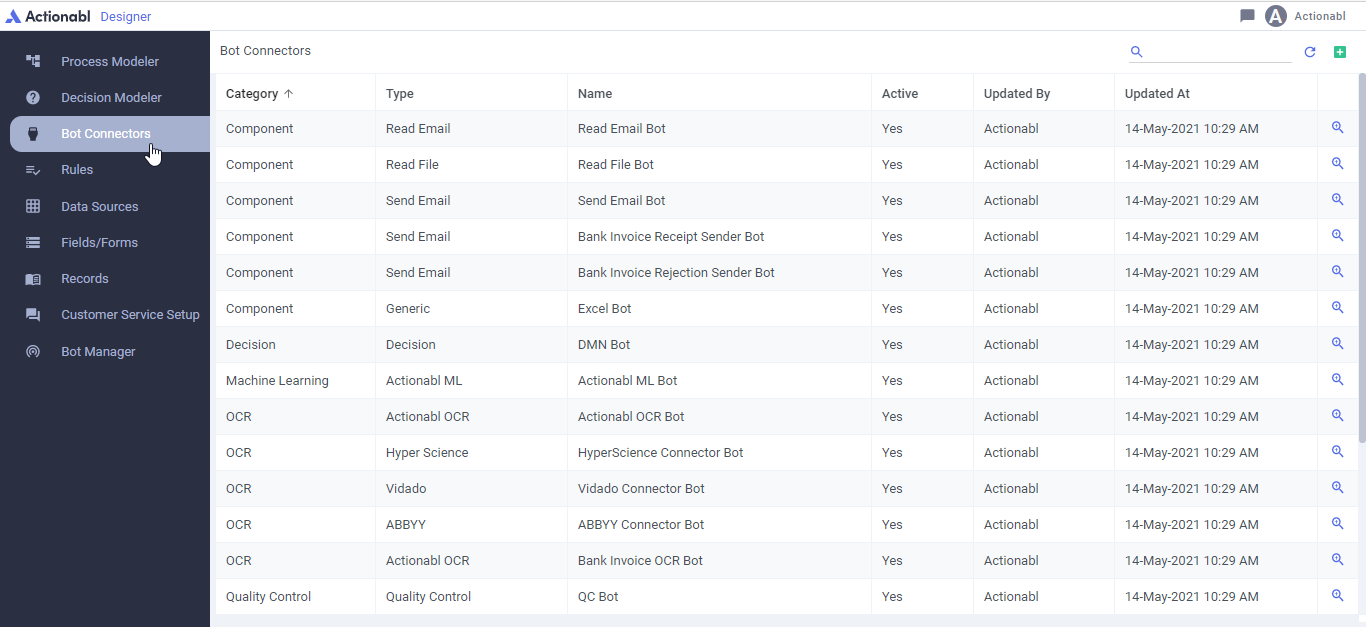 Actionabl Designer
Actionabl
Process Modeler
Decision Modeler
Bot Connectors
Rules
Data Sources
Fields/Forms
Records
Customer Service Setup
Bot Manager
Bot Connectors
Category Type Name Active Updated By Updated At
Component Read Email Read Email Bot Yes Actionabl 14-May-2021 10:29 AM
Component Read File Read File Bot Yes Actionabl 14-May-2021 10:29 AM
Component Send Email Send Email Bot Yes Actionabl 14-May-2021 10:29 AM
Component Send Email Bank Invoice Receipt Sender Bot Yes Actionabl 14-May-2021 10:29 AM
Component Send Email Bank Invoice Rejection Sender Bot Yes Actionabl 14-May-2021 10:29 AM
Component Generic Excel Bot Yes Actionabl 14-May-2021 10:29 AM
Decision Decision DMN Bot Yes Actionabl 14-May-2021 10:29 AM
Machine Learning Actionabl ML Actionabl ML Bot Yes Actionabl 14-May-2021 10:29 AM
OCR Actionabl OCR Actionabl OCR Bot Yes Actionabl 14-May-2021 10:29 AM
OCR Hyper Science HyperScience Connector Bot Yes Actionabl 14-May-2021 10:29 AM
OCR Vidado Vidado Connector Bot Yes Actionabl 14-May-2021 10:29 AM
OCR ABBYY ABBYY Connector Bot Yes Actionabl 14-May-2021 10:29 AM
OCR Actionabl OCR Bank Invoice OCR Bot Yes Actionabl 14-May-2021 10:29 AM
Quality Control Quality Control QC Bot Yes Actionabl 14-May-2021 10:29 AM